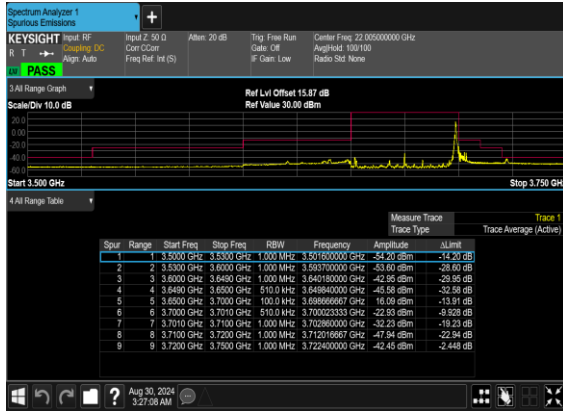 Spectrum Analyzer 1
Spurious Emissions
+
KEYSIGHT
R T
LU PASS
Input: RF
Coupling: DC
Align: Auto
Input Z: 50 Ω
Corr CCorr
Freq Ref: Int (S)
Atten: 20 dB
Trig: Free Run
Gate: Off
IF Gain: Low
Center Freq: 22.005000000 GHz
Avg|Hold: 100/100
Radio Std: None
3 All Range Graph
Ref Lvl Offset 15.87 dB
Scale/Div 10.0 dB
Ref Value 30.00 dBm
20.0
0.00
-20.0
-40.0
-60.0
Start 3.500 GHz
Stop 3.750 GH
4 All Range Table
Measure Trace Trace 1
Trace Type Trace Average (Active)
Spur Range Start Freq Stop Freq RBW Frequency Amplitude ΔLimit
1 1 3.5000 GHz 3.5300 GHz 1.000 MHz 3.501600000 GHz -54.20 dBm -14.20 dB
2 2 3.5300 GHz 3.6000 GHz 1.000 MHz 3.593700000 GHz -53.60 dBm -28.60 dB
3 3 3.6000 GHz 3.6490 GHz 1.000 MHz 3.640180000 GHz -42.95 dBm -29.95 dB
4 4 3.6490 GHz 3.6500 GHz 510.0 kHz 3.649840000 GHz -45.58 dBm -32.58 dB
5 5 3.6500 GHz 3.7000 GHz 100.0 kHz 3.698666667 GHz 16.09 dBm -13.91 dB
6 6 3.7000 GHz 3.7010 GHz 510.0 kHz 3.700023333 GHz -22.93 dBm -9.928 dB
7 7 3.7010 GHz 3.7100 GHz 1.000 MHz 3.702860000 GHz -32.23 dBm -19.23 dB
8 8 3.7100 GHz 3.7200 GHz 1.000 MHz 3.712016667 GHz -47.94 dBm -22.94 dB
9 9 3.7200 GHz 3.7500 GHz 1.000 MHz 3.722400000 GHz -42.45 dBm -2.448 dB
?
Aug 30, 2024
3:27:08 AM